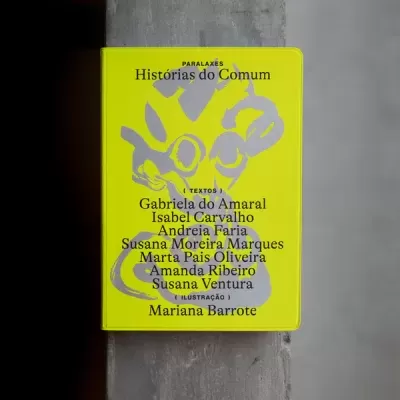 PARALAXES
Histórias do Comum
( TEXTOS )
Gabriela do Amaral
Isabel Carvalho
Andreia Faria
Susana Moreira Marques
Marta Pais Oliveira
Amanda Ribeiro
Susana Ventura
( ILUSTRAÇÃO )
Mariana Barrote